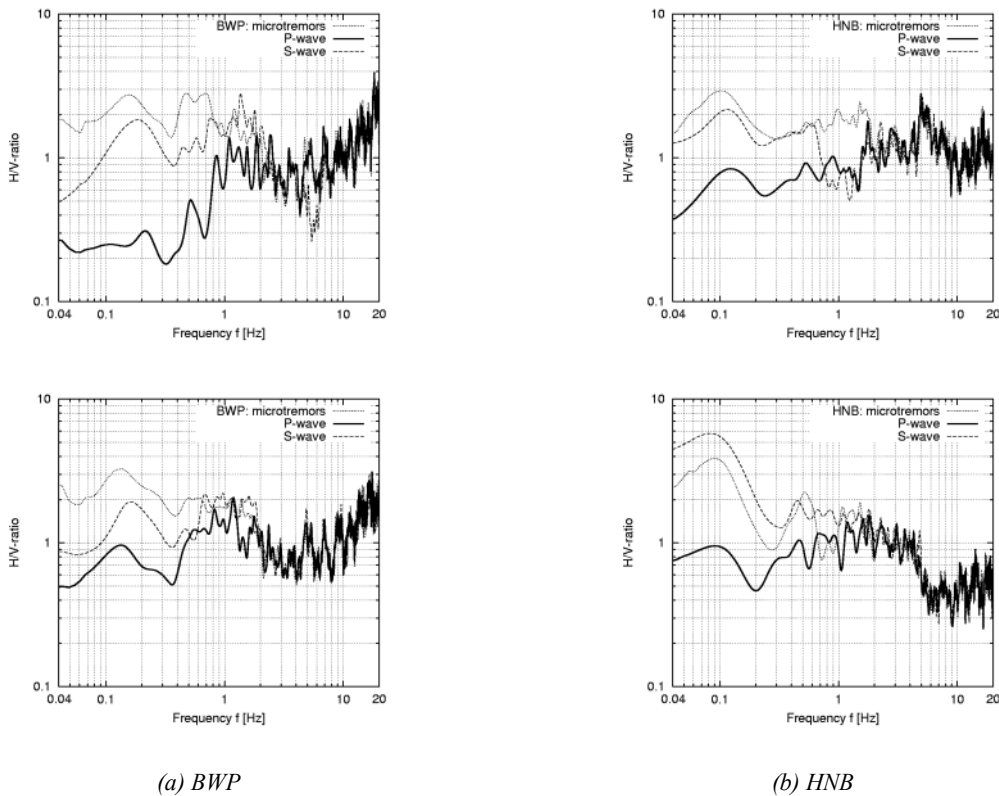 10
BWP: microtremors
P-wave
S-wave
H/V-ratio
1
0.1
0.04 0.1 1 10 20
Frequency f [Hz]
10
HNB: microtremors
P-wave
S-wave
H/V-ratio
1
0.1
0.04 0.1 1 10 20
Frequency f [Hz]
10
BWP: microtremors
P-wave
S-wave
H/V-ratio
1
0.1
0.04 0.1 1 10 20
Frequency f [Hz]
10
HNB: microtremors
P-wave
S-wave
H/V-ratio
1
0.1
0.04 0.1 1 10 20
Frequency f [Hz]
(a) BWP
(b) HNB